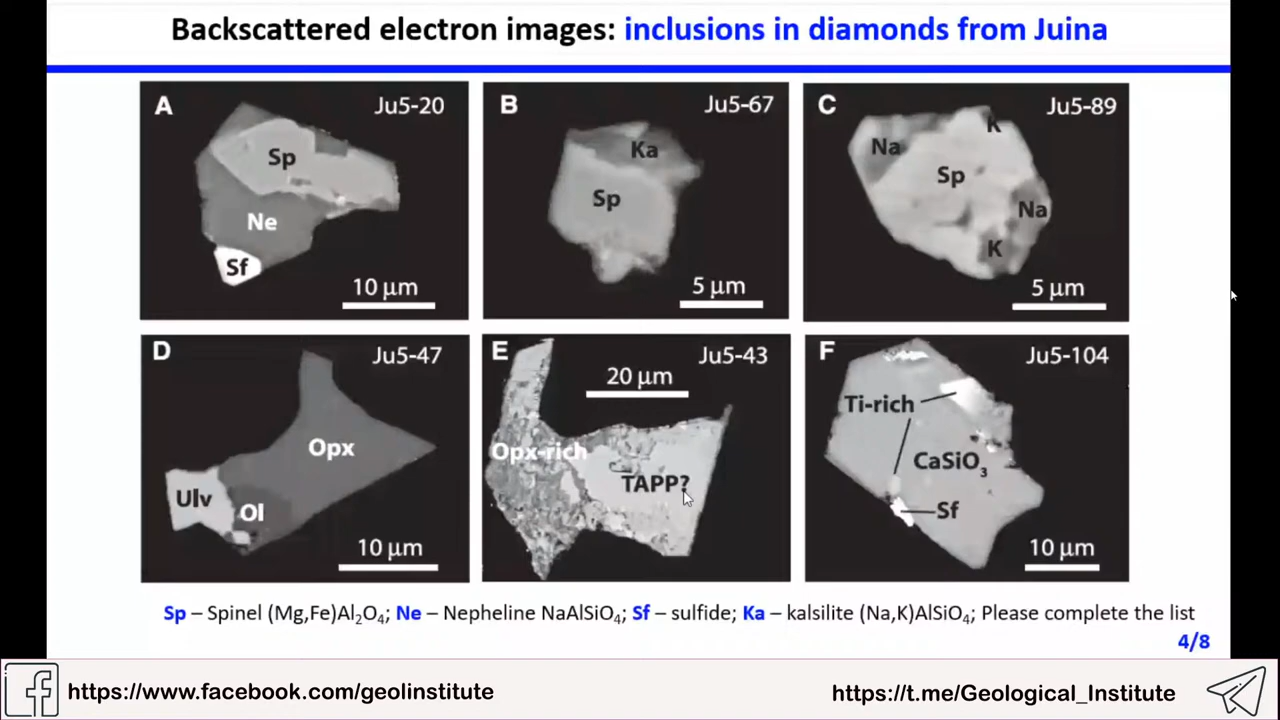 Backscattered electron images: inclusions in diamonds from Juina
A
Ju5-20
Sp
Ne
Sf
10 µm
B
Ju5-67
Ka
Sp
5 µm
C
Ju5-89
K
Na
Sp
Na
K
5 µm
D
Ju5-47
Opx
Ulv
Ol
10 µm
E
Ju5-43
20 µm
Opx-rich
TAPP?
F
Ju5-104
Ti-rich
CaSiO₃
Sf
10 µm
Sp – Spinel (Mg,Fe)Al₂O₄; Ne – Nepheline NaAlSiO₄; Sf – sulfide; Ka – kalsilite (Na,K)AlSiO₄; Please complete the list
4/8
https://www.facebook.com/geolinstitute
https://t.me/Geological_Institute